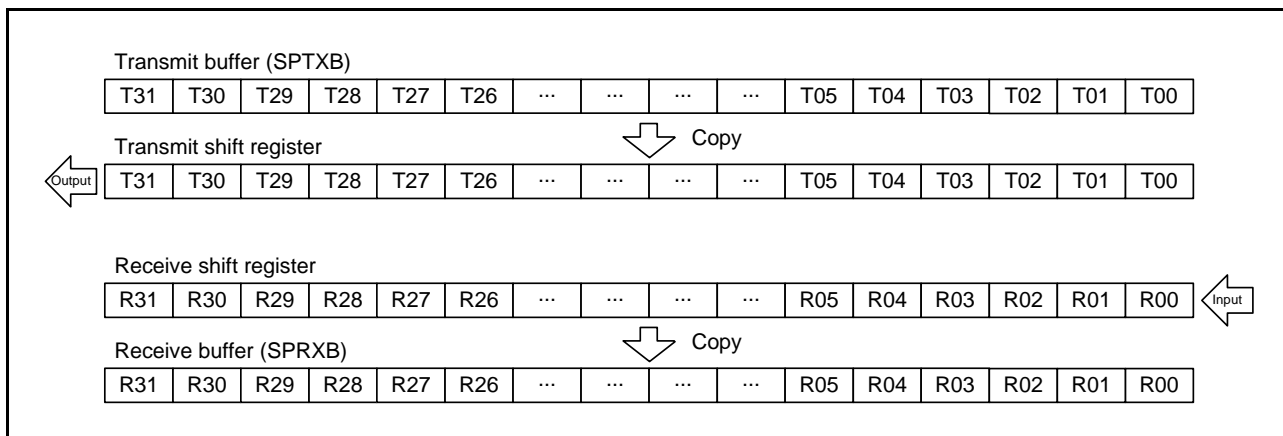 Transmit buffer (SPTXB)
T31 T30 T29 T28 T27 T26 ... ... ... ... T05 T04 T03 T02 T01 T00
Copy
Transmit shift register
Output T31 T30 T29 T28 T27 T26 ... ... ... ... T05 T04 T03 T02 T01 T00
Receive shift register
R31 R30 R29 R28 R27 R26 ... ... ... ... R05 R04 R03 R02 R01 R00 Input
Copy
Receive buffer (SPRXB)
R31 R30 R29 R28 R27 R26 ... ... ... ... R05 R04 R03 R02 R01 R00